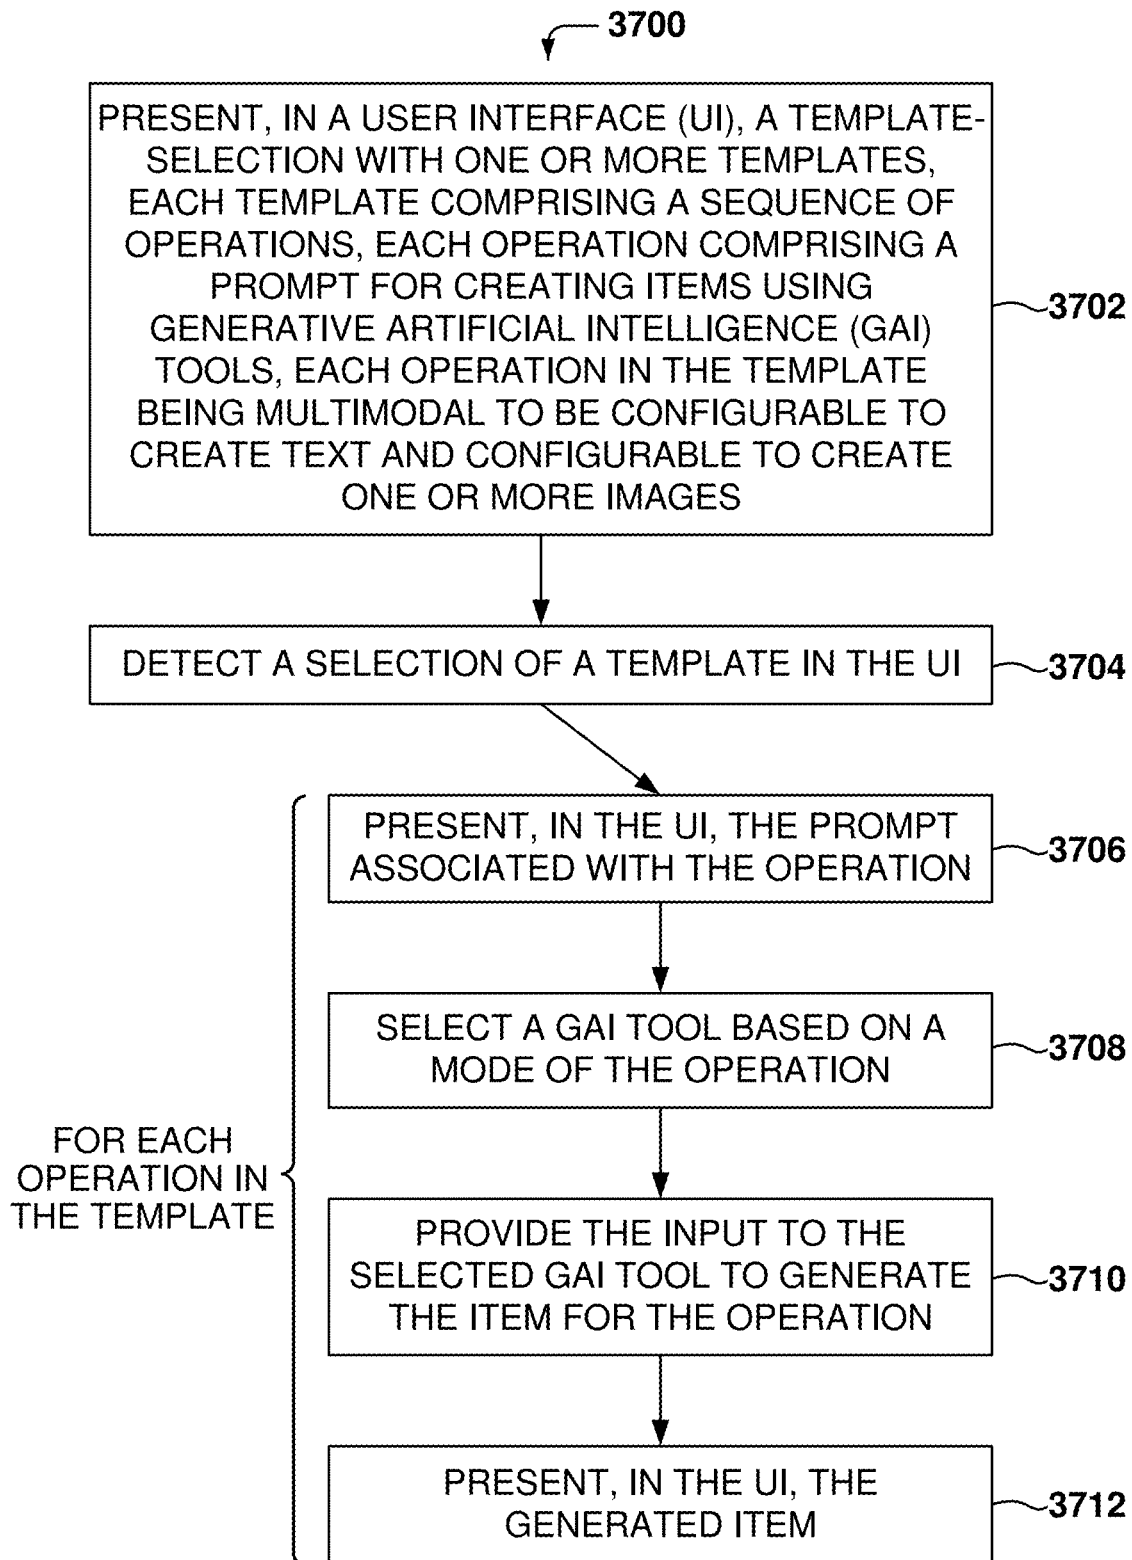 3700
PRESENT, IN A USER INTERFACE (UI), A TEMPLATE-
SELECTION WITH ONE OR MORE TEMPLATES,
EACH TEMPLATE COMPRISING A SEQUENCE OF
OPERATIONS, EACH OPERATION COMPRISING A
PROMPT FOR CREATING ITEMS USING
GENERATIVE ARTIFICIAL INTELLIGENCE (GAI)
TOOLS, EACH OPERATION IN THE TEMPLATE
BEING MULTIMODAL TO BE CONFIGURABLE TO
CREATE TEXT AND CONFIGURABLE TO CREATE
ONE OR MORE IMAGES
3702
DETECT A SELECTION OF A TEMPLATE IN THE UI
3704
FOR EACH
OPERATION IN
THE TEMPLATE
PRESENT, IN THE UI, THE PROMPT
ASSOCIATED WITH THE OPERATION
3706
SELECT A GAI TOOL BASED ON A
MODE OF THE OPERATION
3708
PROVIDE THE INPUT TO THE
SELECTED GAI TOOL TO GENERATE
THE ITEM FOR THE OPERATION
3710
PRESENT, IN THE UI, THE
GENERATED ITEM
3712